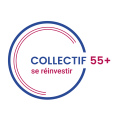 COLLECTIF 55+
se réinvestir